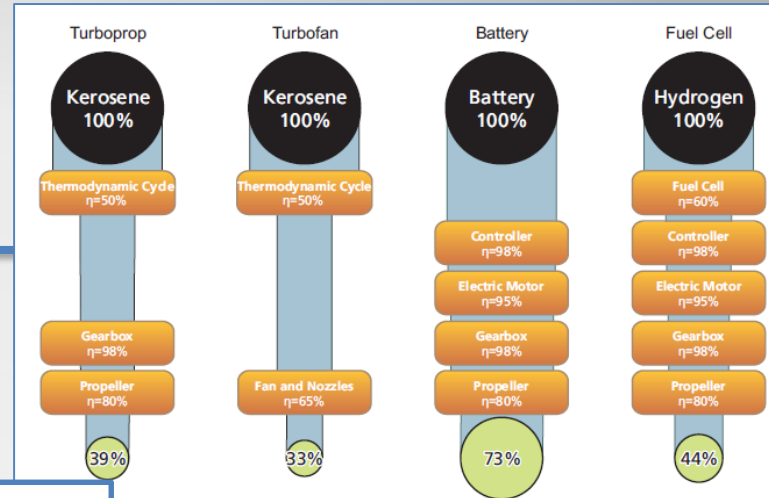 Turboprop
Kerosene
100%
Thermodynamic Cycle
η=50%
Gearbox
η=98%
Propeller
η=80%
39%
Turbofan
Kerosene
100%
Thermodynamic Cycle
η=50%
Fan and Nozzles
η=65%
33%
Battery
Battery
100%
Controller
η=98%
Electric Motor
η=95%
Gearbox
η=98%
Propeller
η=80%
73%
Fuel Cell
Hydrogen
100%
Fuel Cell
η=60%
Controller
η=98%
Electric Motor
η=95%
Gearbox
η=98%
Propeller
η=80%
44%